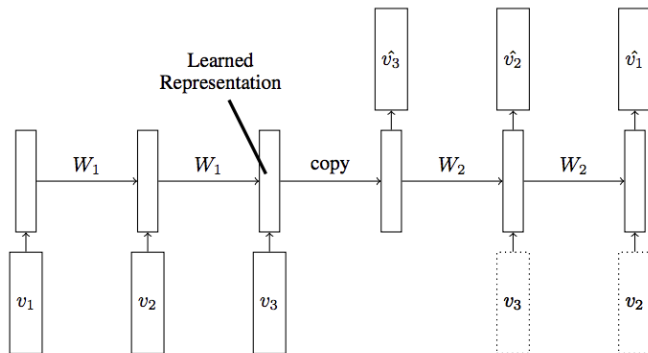 Learned
Representation
v̂₃
v̂₂
v̂₁
W₁
W₁
copy
W₂
W₂
v₁
v₂
v₃
v₃
v₂